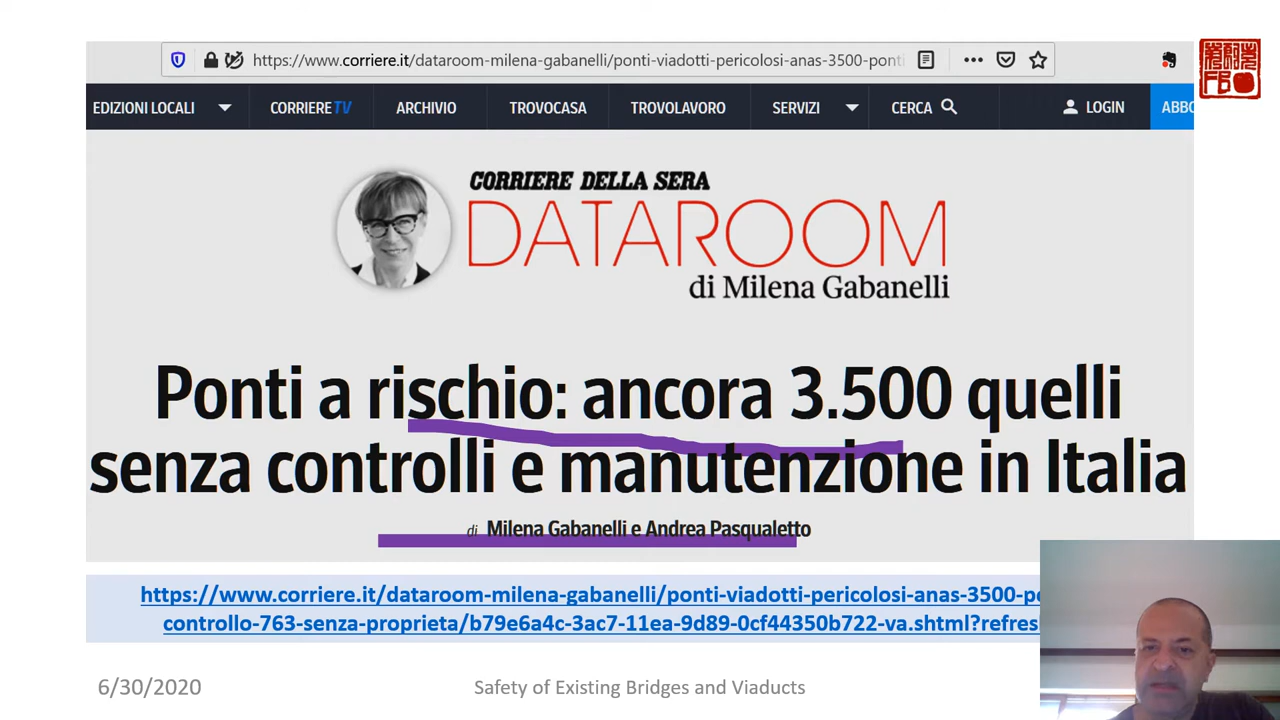 https://www.corriere.it/dataroom-milena-gabanelli/ponti-viadotti-pericolosi-anas-3500-ponti
EDIZIONI LOCALI CORRIERE TV ARCHIVIO TROVOCASA TROVOLAVORO SERVIZI CERCA LOGIN ABBO
CORRIERE DELLA SERA
DATAROOM
di Milena Gabanelli
Ponti a rischio: ancora 3.500 quelli
senza controlli e manutenzione in Italia
di Milena Gabanelli e Andrea Pasqualetto
https://www.corriere.it/dataroom-milena-gabanelli/ponti-viadotti-pericolosi-anas-3500-po
controllo-763-senza-proprieta/b79e6a4c-3ac7-11ea-9d89-0cf44350b722-va.shtml?refres
6/30/2020 Safety of Existing Bridges and Viaducts